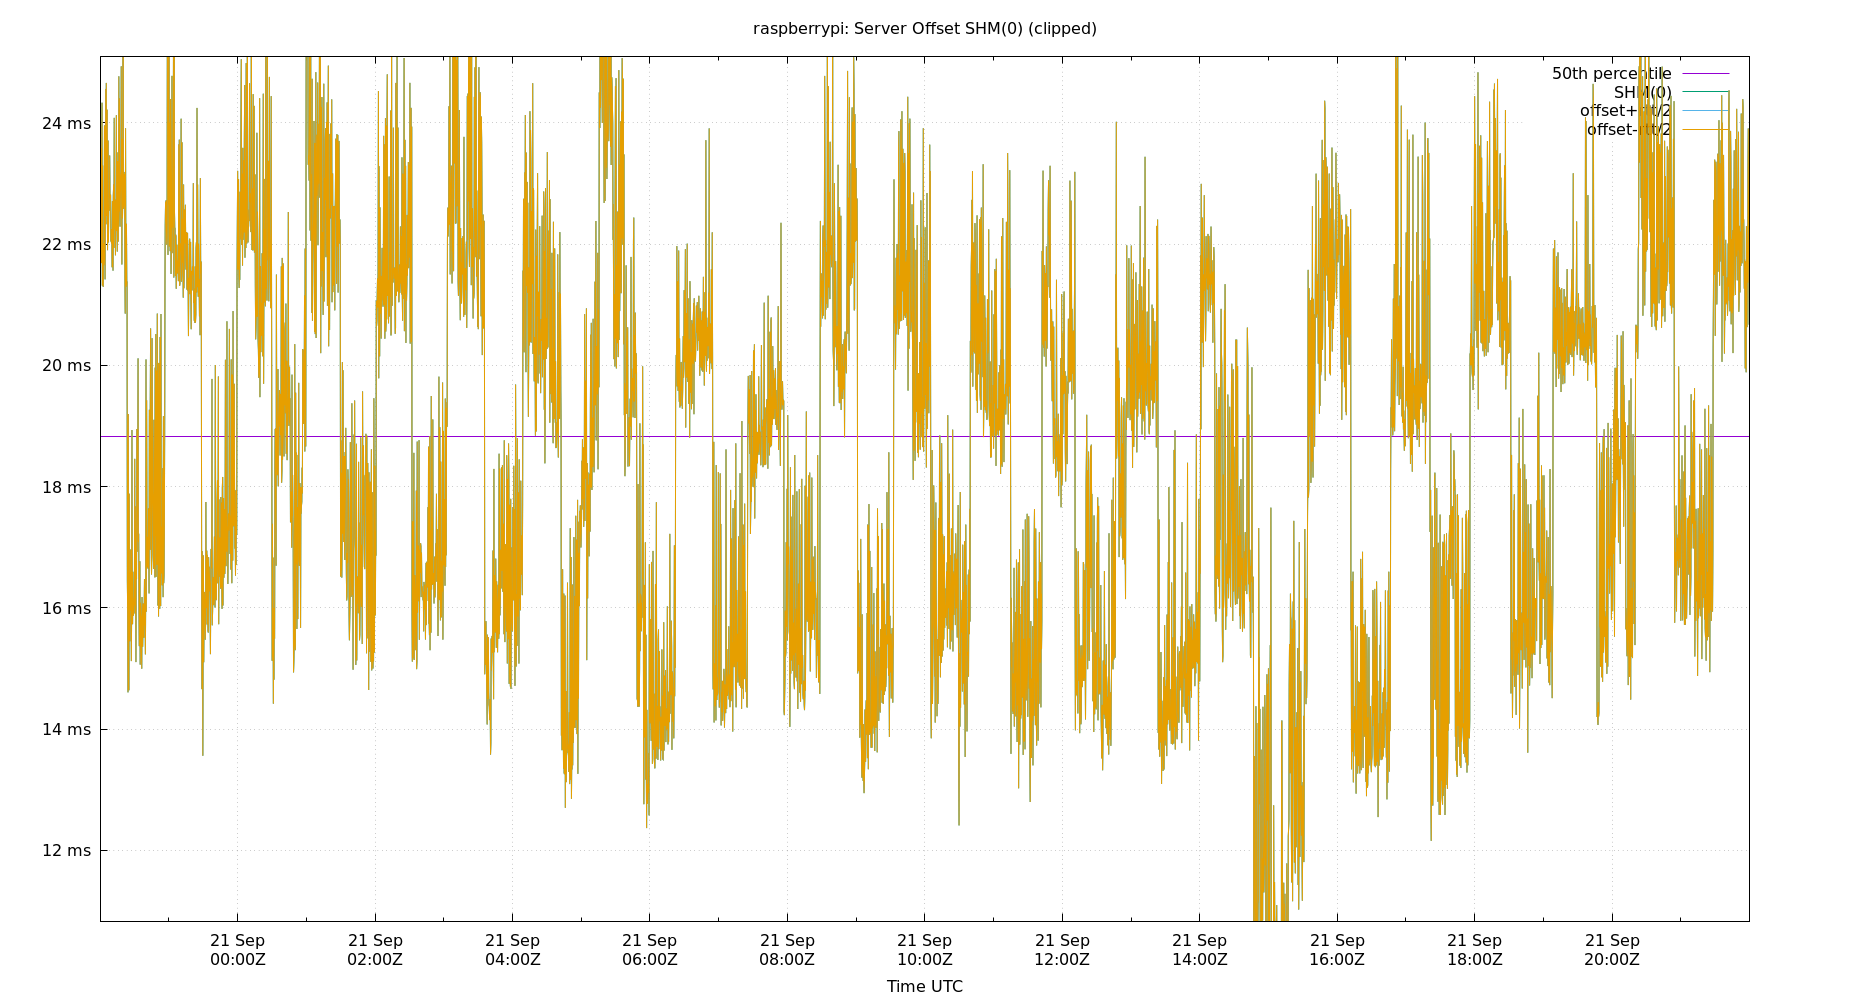 raspberrypi: Server Offset SHM(0) (clipped)
50th percentile
SHM(0)
offset+rtt/2
offset-rtt/2
24 ms
22 ms
20 ms
18 ms
16 ms
14 ms
12 ms
21 Sep 21 Sep 21 Sep 21 Sep 21 Sep 21 Sep 21 Sep 21 Sep 21 Sep 21 Sep 21 Sep
00:00Z 02:00Z 04:00Z 06:00Z 08:00Z 10:00Z 12:00Z 14:00Z 16:00Z 18:00Z 20:00Z
Time UTC